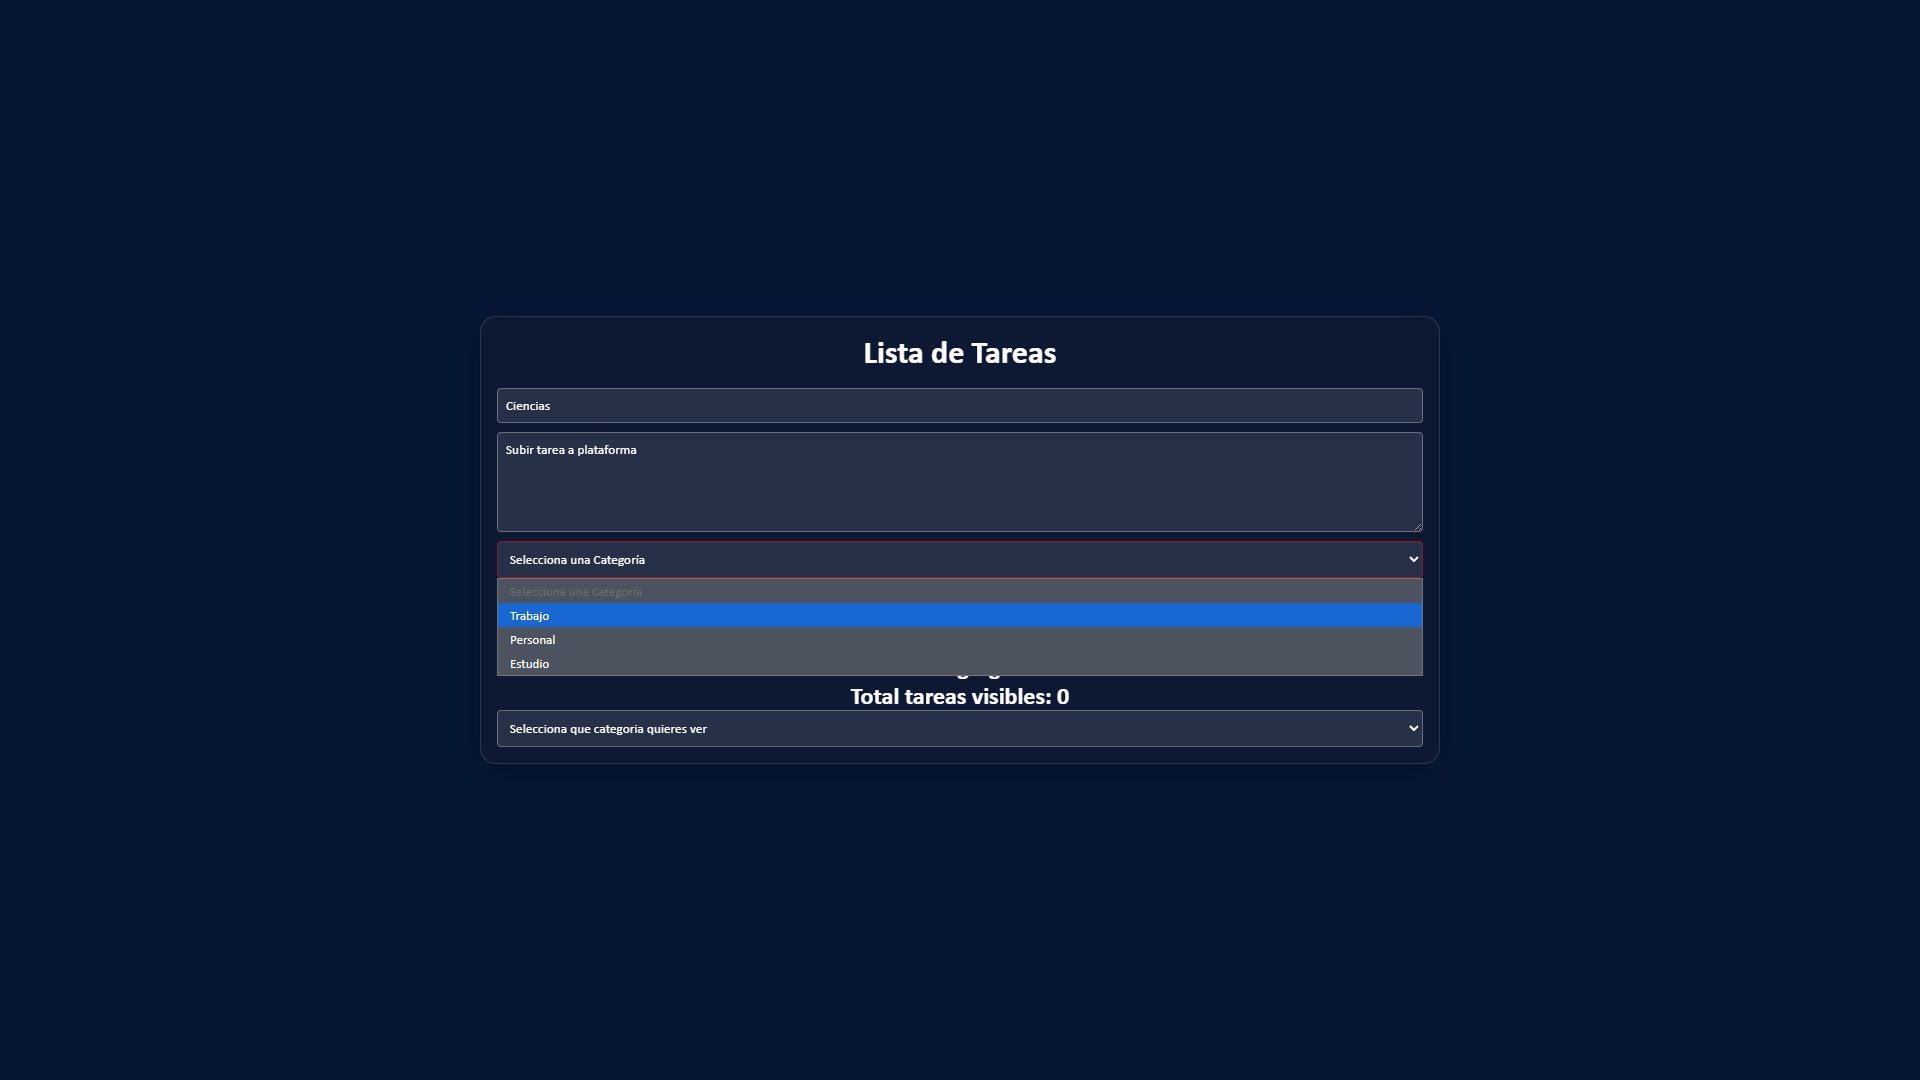 Lista de Tareas
Ciencias
Subir tarea a plataforma
Selecciona una Categoría
Selecciona una Categoría
Trabajo
Personal
Estudio
Total tareas visibles: 0
Selecciona que categoria quieres ver